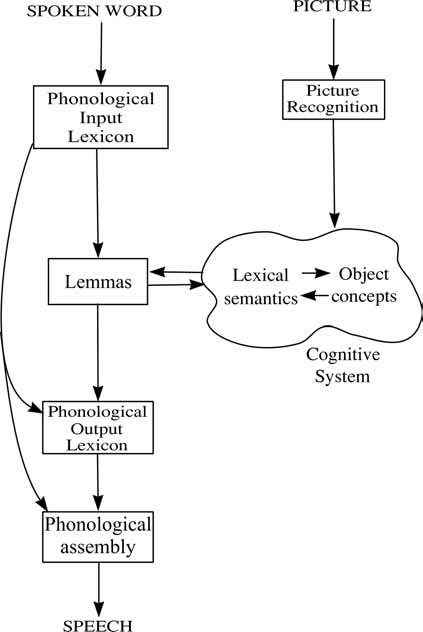 SPOKEN WORD
PICTURE
Phonological
Input
Lexicon
Picture
Recognition
Lemmas
Lexical
semantics
Object
concepts
Cognitive
System
Phonological
Output
Lexicon
Phonological
assembly
SPEECH